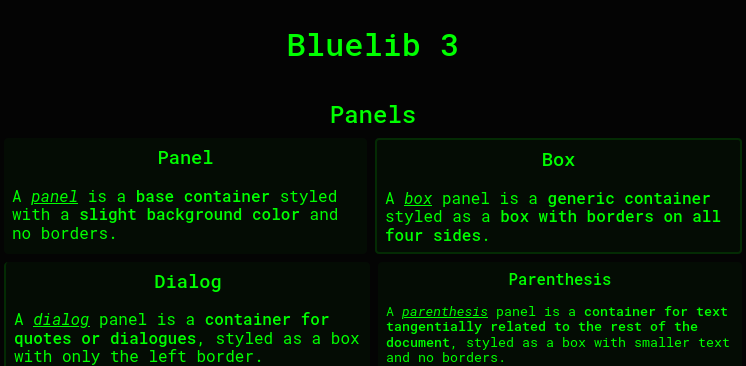 Bluelib 3
Panels
Panel
A panel is a base container styled
with a slight background color and
no borders.
Box
A box panel is a generic container
styled as a box with borders on all
four sides.
Dialog
A dialog panel is a container for
quotes or dialogues, styled as a box
with only the left border.
Parenthesis
A parenthesis panel is a container for text
tangentially related to the rest of the
document, styled as a box with smaller text
and no borders.